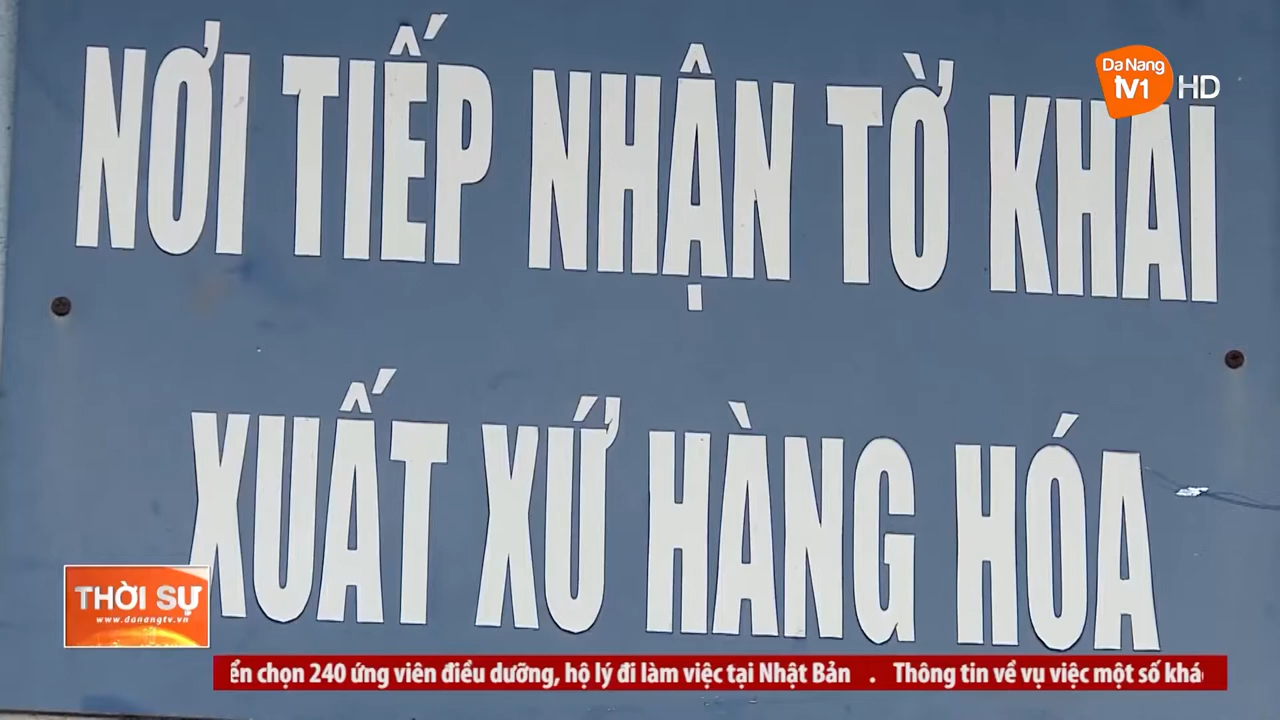 Da Nang
TV1 HD
NƠI TIẾP NHẬN TỜ KHAI
XUẤT XỨ HÀNG HÓA
THỜI SỰ
www.danangtv.vn
chọn 240 ứng viên điều dưỡng, hộ lý đi làm việc tại Nhật Bản . Thông tin về vụ việc một số